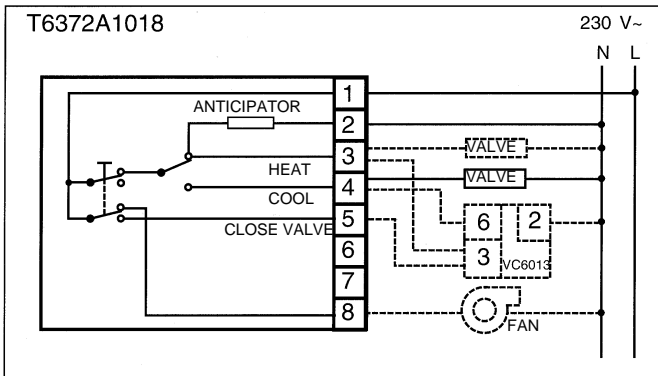 T6372A1018
230 V~
N L
1
ANTICIPATOR
2
VALVE
3
HEAT
VALVE
4
COOL
6 2
5
CLOSE VALVE
3 VC6013
6
7
8
FAN